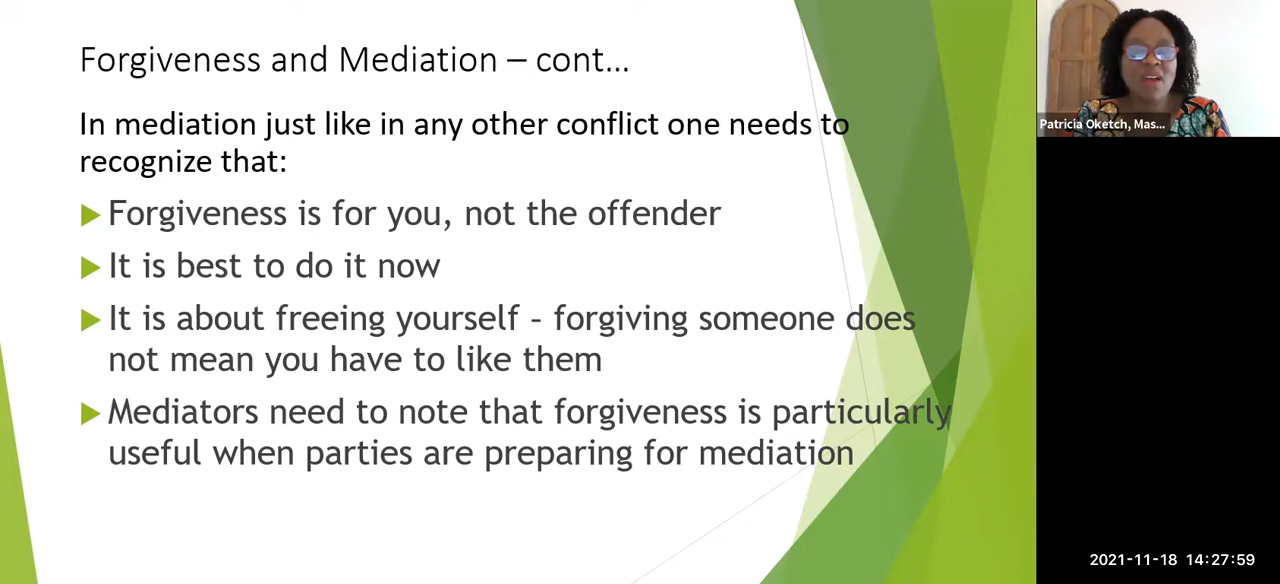 Forgiveness and Mediation – cont…
In mediation just like in any other conflict one needs to
recognize that:
Forgiveness is for you, not the offender
It is best to do it now
It is about freeing yourself – forgiving someone does
not mean you have to like them
Mediators need to note that forgiveness is particularly
useful when parties are preparing for mediation
Patricia Oketch, Mas...
2021-11-18 14:27:59